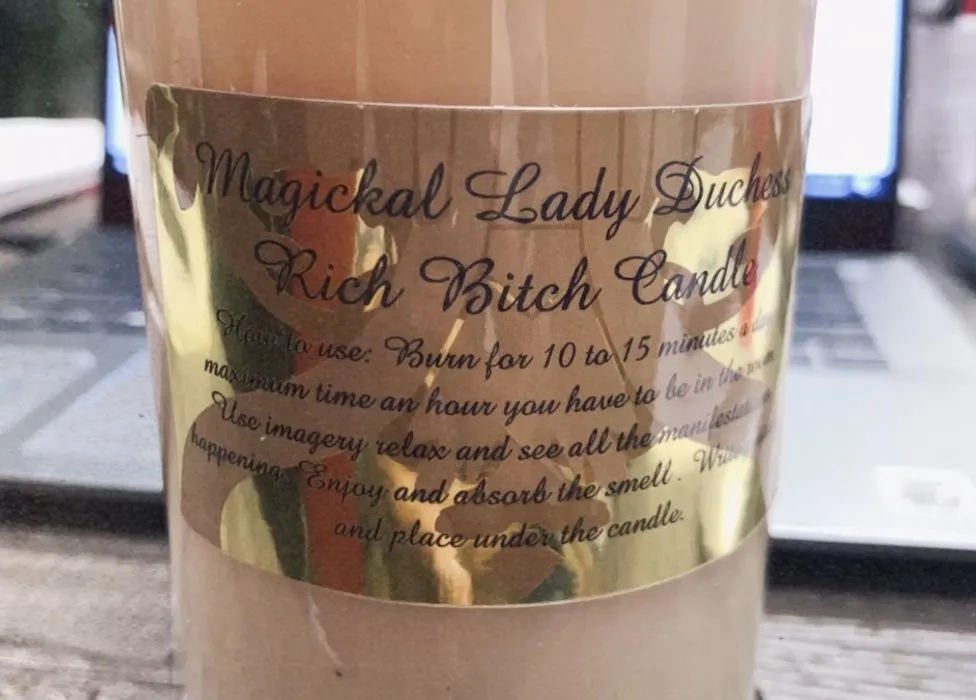 Magickal Lady Duchess
Rich Bitch Candle
How to use: Burn for 10 to 15 minutes a day
maximum time an hour you have to be in the room
Use imagery relax and see all the
happenings Enjoy and absorb the smell.
and place under the candle.